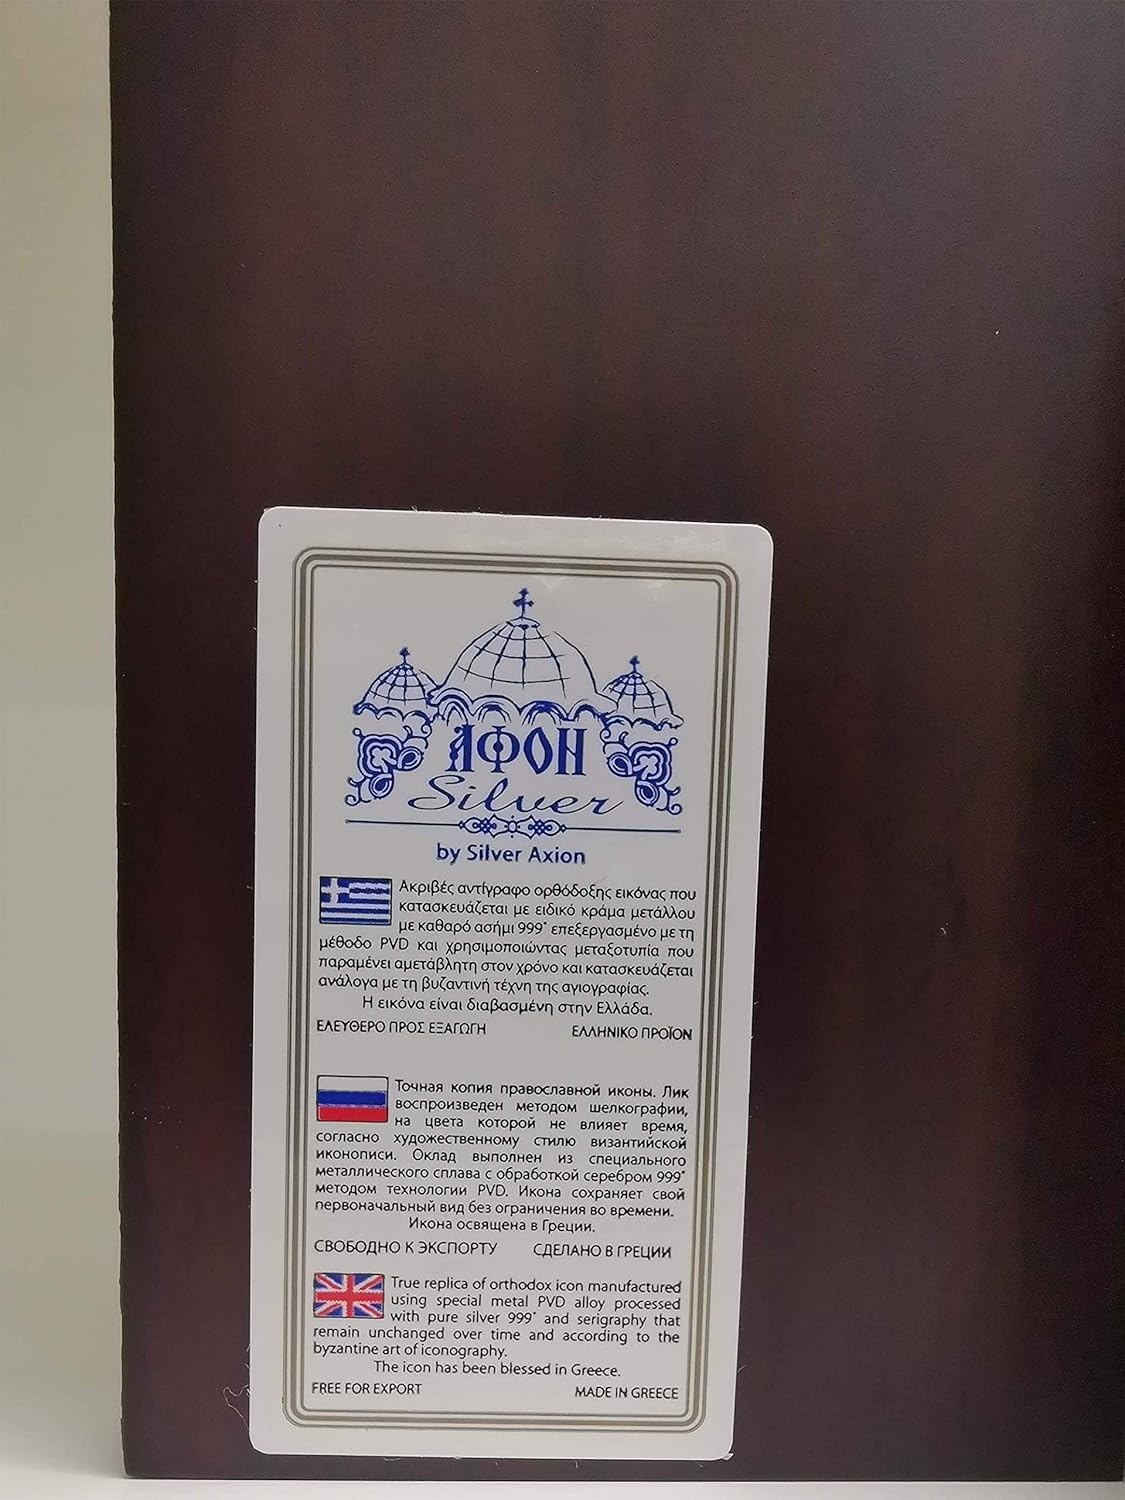 ΑΦΟΗ
Silver
by Silver Axion
Ακριβές αντίγραφο ορθόδοξης εικόνας που
κατασκευάζεται με ειδικό κράμα μετάλλου
με καθαρό ασήμι 999° επεξεργασμένο με τη
μέθοδο PVD και χρησιμοποιώντας μεταξοτυπία που
παραμένει αμετάβλητη στον χρόνο και κατασκευάζεται
ανάλογα με τη βυζαντινή τέχνη της αγιογραφίας.
Η εικόνα είναι διαβασμένη στην Ελλάδα.
ΕΛΕΥΘΕΡΟ ΠΡΟΣ ΕΞΑΓΩΓΗ ΕΛΛΗΝΙΚΟ ΠΡΟΪΟΝ
Точная копия православной иконы. Лик
воспроизведен методом шелкографии,
на цвета которой не влияет время,
согласно художественному стилю византийской
иконописи. Оклад выполнен из специального
металлического сплава с обработкой серебром 999°
методом технологии PVD. Икона сохраняет свой
первоначальный вид без ограничения во времени.
Икона освящена в Греции.
СВОБОДНО К ЭКСПОРТУ СДЕЛАНО В ГРЕЦИИ
True replica of orthodox icon manufactured
using special metal PVD alloy processed
with pure silver 999° and serigraphy that
remain unchanged over time and according to the
byzantine art of iconography.
The icon has been blessed in Greece.
FREE FOR EXPORT MADE IN GREECE